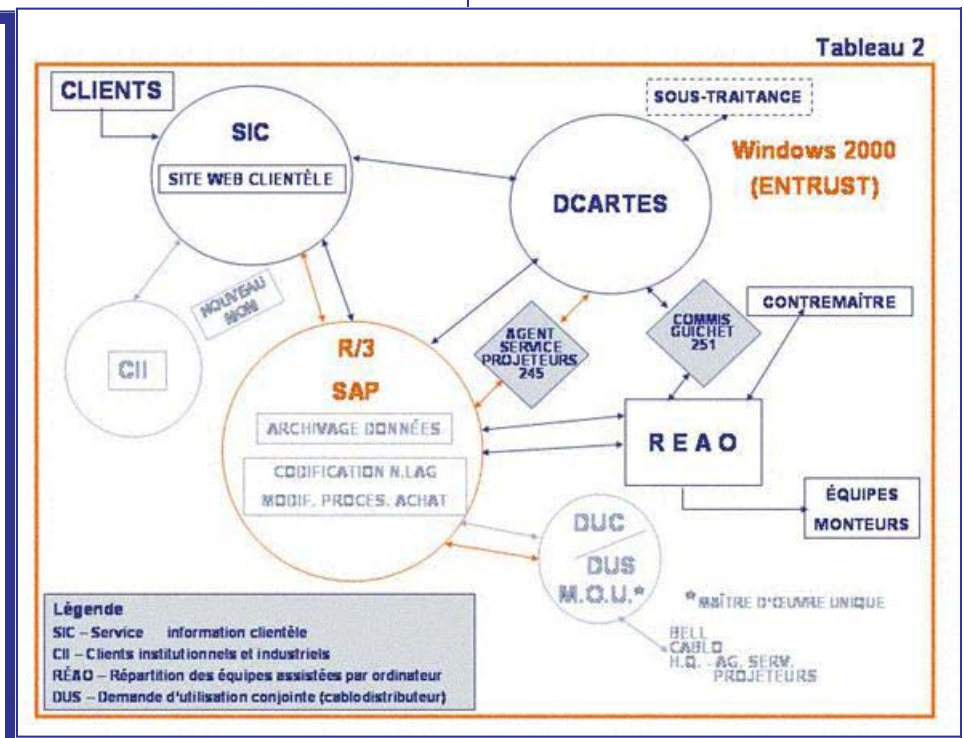 Tableau 2
CLIENTS
SIC
SITE WEB CLIENTÈLE
SOUS-TRAITANCE
Windows 2000
(ENTRUST)
DCARTES
NOUVEAU
NOM
CII
R/3
SAP
ARCHIVAGE DONNÉES
CODIFICATION N.LAG
MODIF. PROCES. ACHAT
AGENT
SERVICE
PROJETEURS
245
COMMIS
GUICHET
251
CONTREMAÎTRE
REAO
ÉQUIPES
MONTEURS
DUC
DUS
M.O.U.*
*MAÎTRE D'ŒUVRE UNIQUE
BELL
CABLO
H.Q. - AG. SERV.
PROJETEURS
Légende
SIC – Service information clientèle
CII – Clients institutionnels et industriels
RÉAO – Répartition des équipes assistées par ordinateur
DUS – Demande d'utilisation conjointe (cablodistributeur)